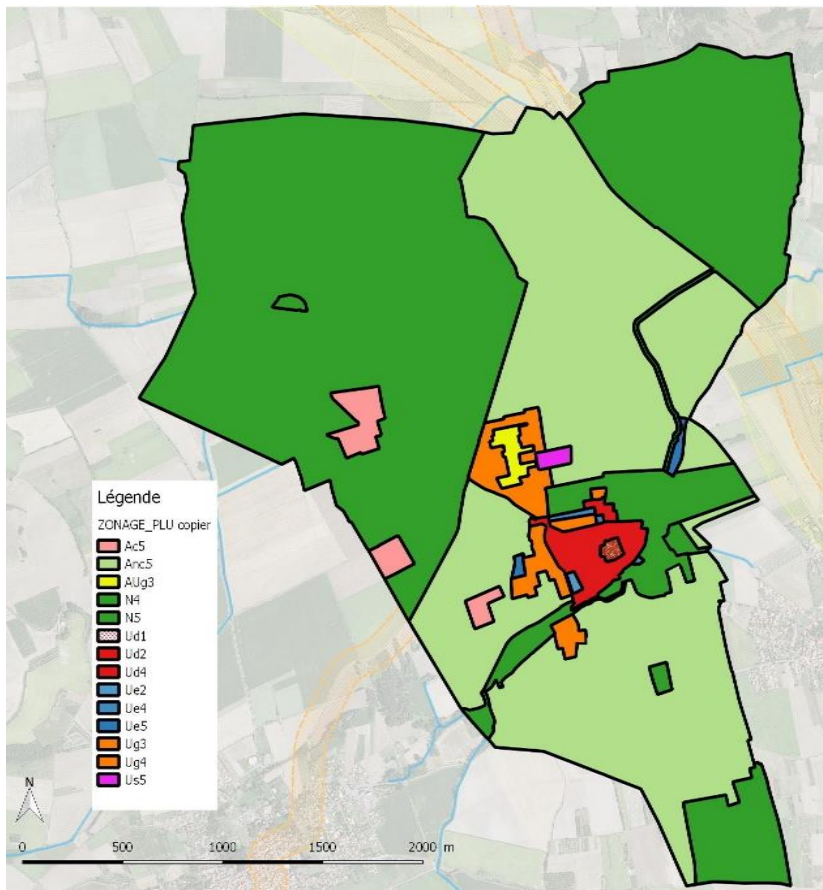 Légende
ZONAGE_PLU copier
Ac5
Anc5
AUg3
N4
N5
Ud1
Ud2
Ud4
Ue2
Ue4
Ue5
Ug3
Ug4
Us5
N
0 500 1000 1500 2000 m